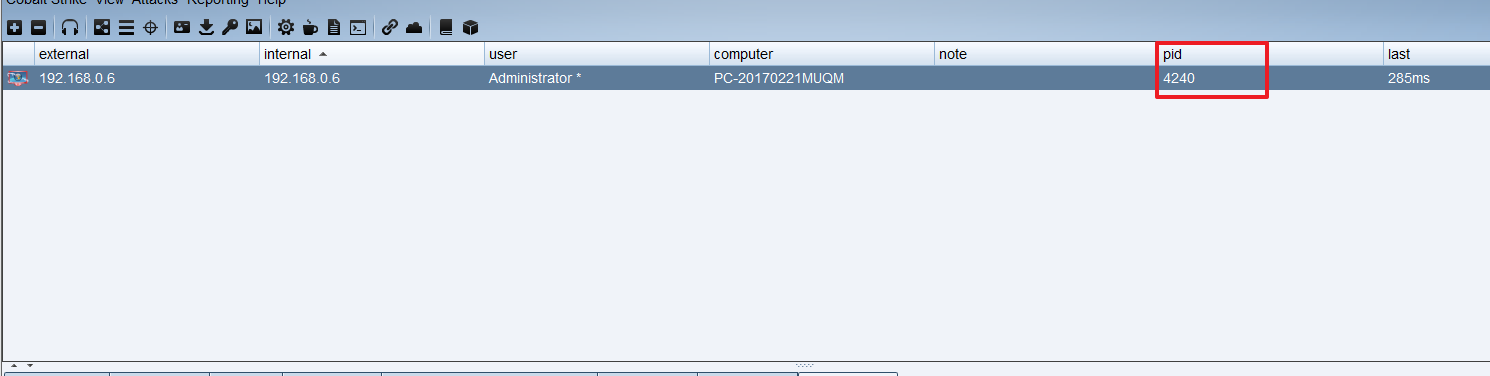 Cobalt Strike View Attacks Reporting Help
external internal user computer note pid last
192.168.0.6 192.168.0.6 Administrator * PC-20170221MUQM 4240 285ms